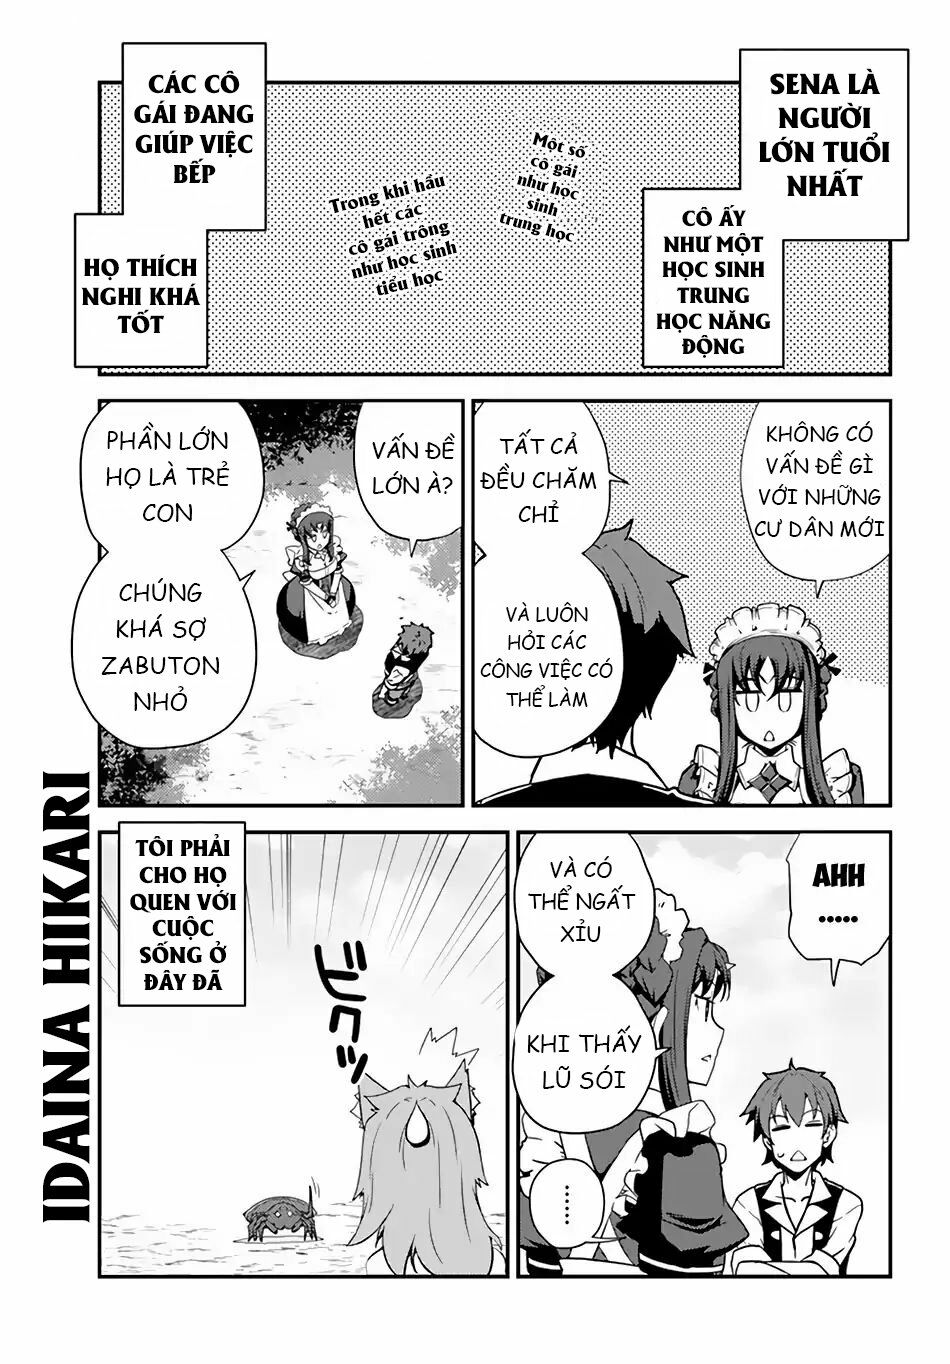 SENA LÀ
NGƯỜI
LỚN TUỔI
NHẤT
CÔ ẤY
NHƯ MỘT
HỌC SINH
TRUNG
HỌC NĂNG
ĐỘNG
Một số
cô gái
như học
sinh
trung học
Trong khi hầu
hết các
cô gái trông
như học sinh
tiểu học
CÁC CÔ
GÁI ĐANG
GIÚP VIỆC
BẾP
HỌ THÍCH
NGHI KHÁ
TỐT
KHÔNG CÓ
VẤN ĐỀ GÌ
VỚI NHỮNG
CƯ DÂN MỚI
TẤT CẢ
ĐỀU CHĂM
CHỈ
VÀ LUÔN
HỎI CÁC
CÔNG VIỆC CÓ
THỂ LÀM
VẤN ĐỀ
LỚN À?
PHẦN LỚN
HỌ LÀ TRẺ
CON
CHÚNG
KHÁ SỢ
ZABUTON
NHỎ
AHH
.....
VÀ CÓ
THỂ NGẤT
XỈU
KHI THẤY
LŨ SÓI
......
TÔI PHẢI
CHO HỌ
QUEN VỚI
CUỘC
SỐNG Ở
ĐÂY ĐÃ
ビクッ
IDAINA HIKARI